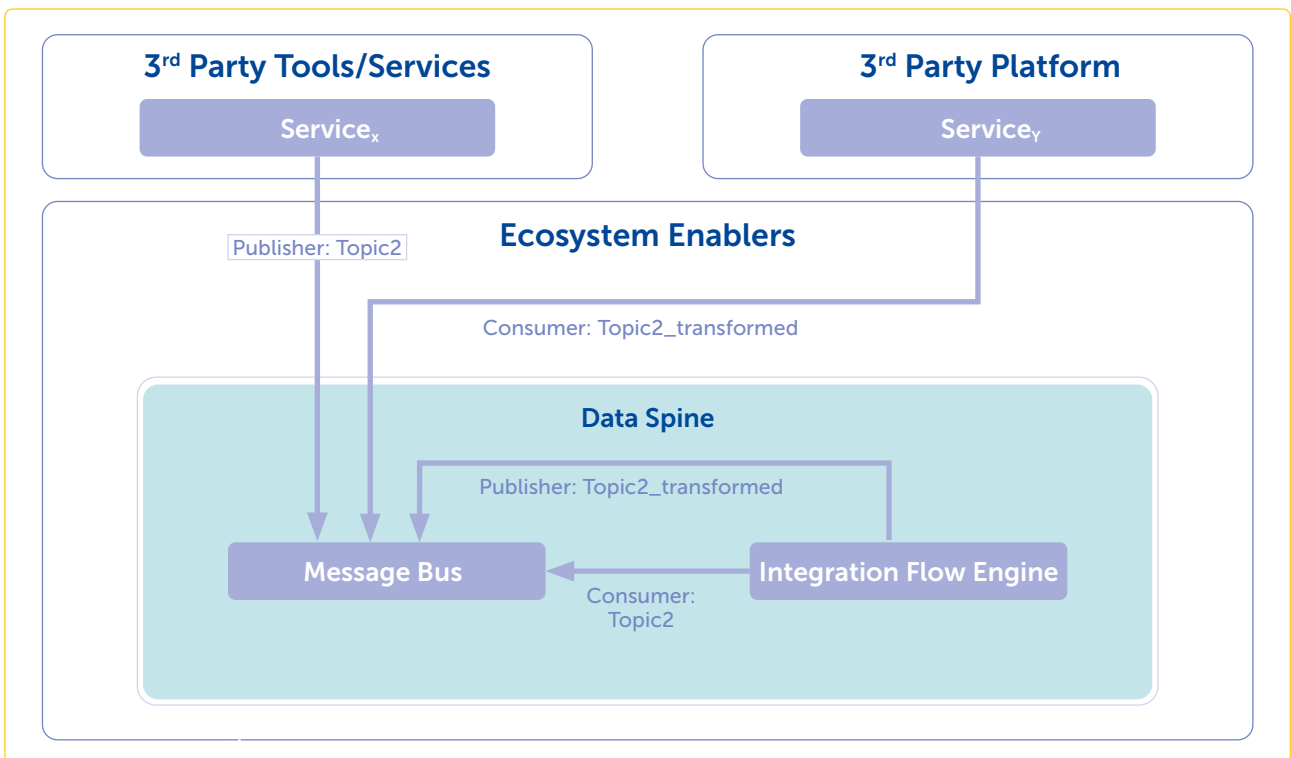 3rd Party Tools/Services
Servicex
3rd Party Platform
ServiceY
Ecosystem Enablers
Publisher: Topic2
Consumer: Topic2_transformed
Data Spine
Publisher: Topic2_transformed
Message Bus
Integration Flow Engine
Consumer:
Topic2